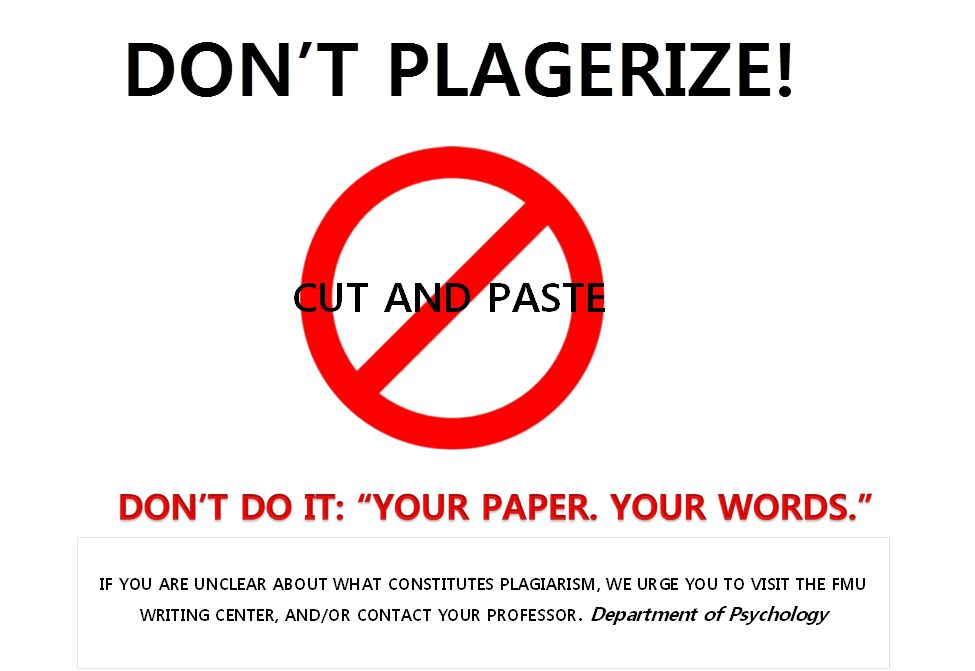 DON’T PLAGERIZE!
CUT AND PASTE
DON’T DO IT: “YOUR PAPER. YOUR WORDS.”
IF YOU ARE UNCLEAR ABOUT WHAT CONSTITUTES PLAGIARISM, WE URGE YOU TO VISIT THE FMU
WRITING CENTER, AND/OR CONTACT YOUR PROFESSOR. Department of Psychology